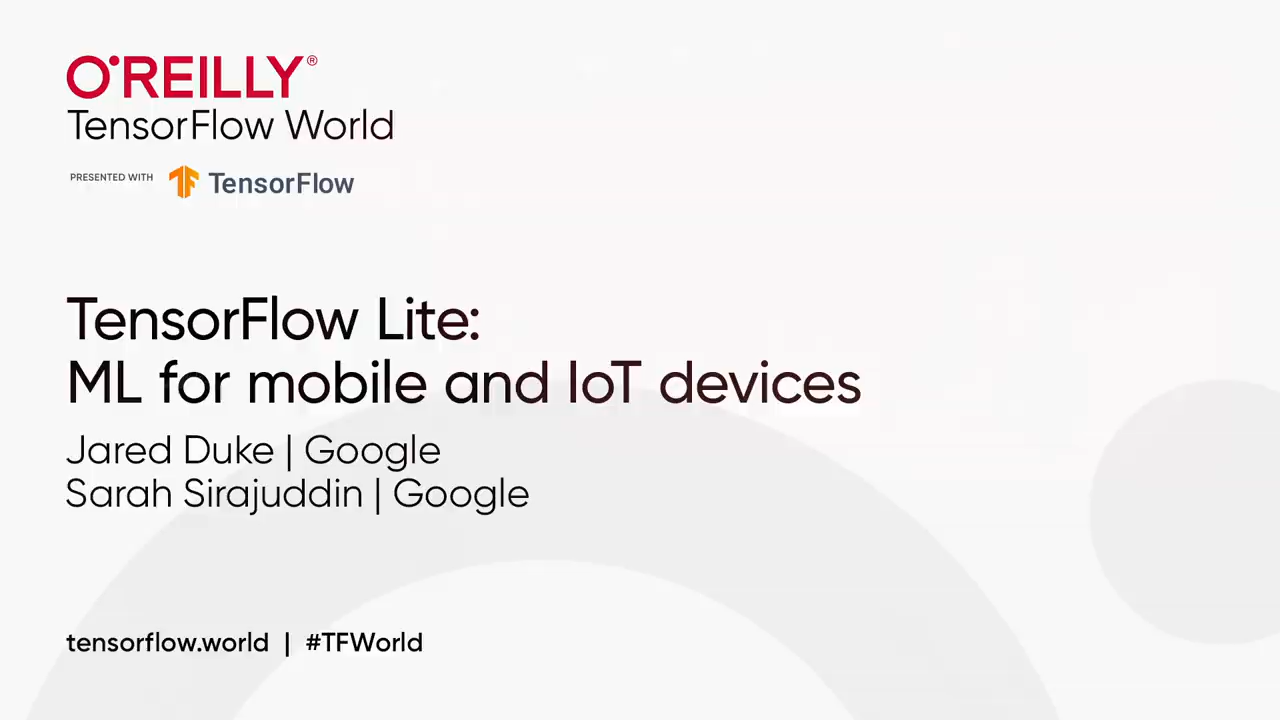 O'REILLY®
TensorFlow World
PRESENTED WITH TensorFlow
TensorFlow Lite:
ML for mobile and IoT devices
Jared Duke | Google
Sarah Sirajuddin | Google
tensorflow.world | #TFWorld